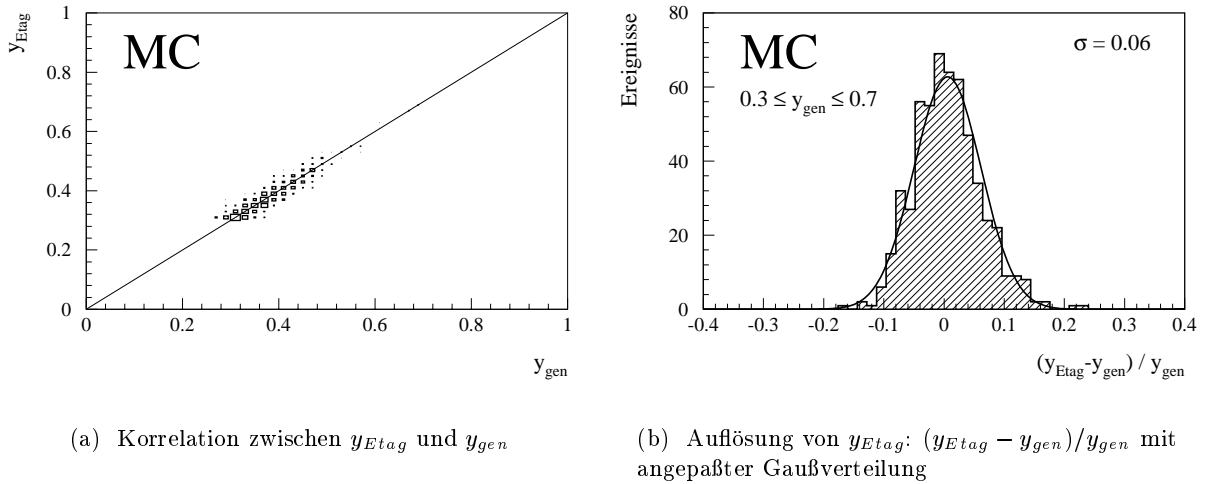 y_Etag
1
0.8
0.6
0.4
0.2
0
MC
0 0.2 0.4 0.6 0.8 1
y_gen
(a) Korrelation zwischen y_Etag und y_gen
Ereignisse
80
60
40
20
0
MC
σ = 0.06
0.3 ≤ y_gen ≤ 0.7
-0.4 -0.3 -0.2 -0.1 0 0.1 0.2 0.3 0.4
(y_Etag-y_gen) / y_gen
(b) Auflösung von y_Etag: (y_Etag − y_gen)/y_gen mit
angepaßter Gaußverteilung